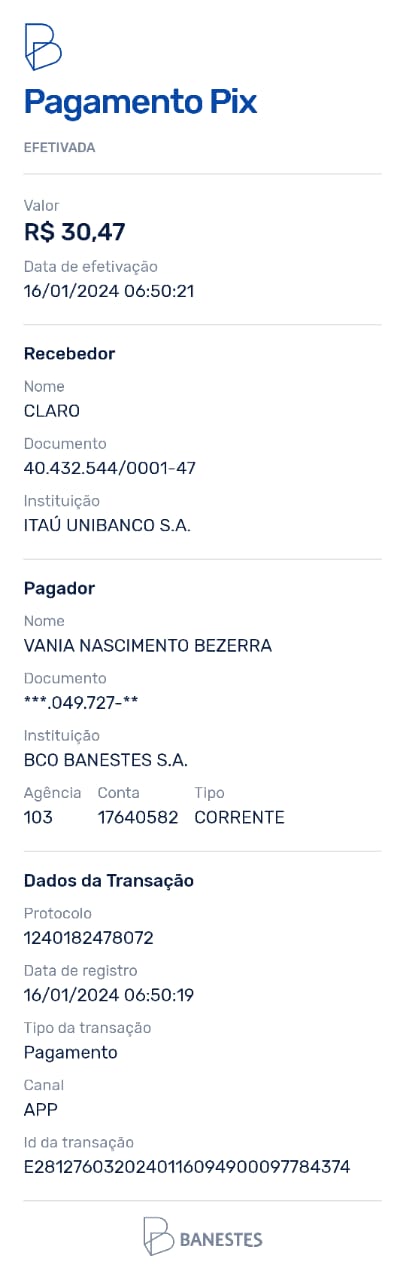 Pagamento Pix
EFETIVADA
Valor
R$ 30,47
Data de efetivação
16/01/2024 06:50:21
Recebedor
Nome
CLARO
Documento
40.432.544/0001-47
Instituição
ITAÚ UNIBANCO S.A.
Pagador
Nome
VANIA NASCIMENTO BEZERRA
Documento
***.049.727-**
Instituição
BCO BANESTES S.A.
Agência Conta Tipo
103 17640582 CORRENTE
Dados da Transação
Protocolo
1240182478072
Data de registro
16/01/2024 06:50:19
Tipo da transação
Pagamento
Canal
APP
Id da transação
E2812760320240116094900097784374
BANESTES